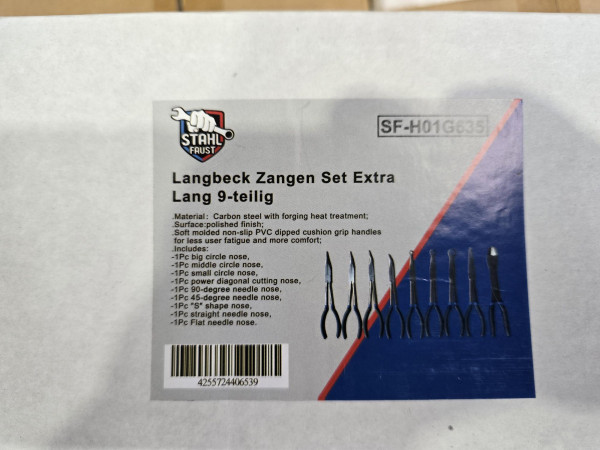 STAHL
FAUST
SF-H01G635
Langbeck Zangen Set Extra
Lang 9-teilig
Material: Carbon steel with forging heat treatment;
Surface:polished finish;
Soft molded non-slip PVC dipped cushion grip handles
for less user fatigue and more comfort;
Includes:
-1Pc big circle nose,
-1Pc middle circle nose,
-1Pc small circle nose,
-1Pc power diagonal cutting nose,
-1Pc 90-degree needle nose,
-1Pc 45-degree needle nose,
-1Pc "S" shape nose,
-1Pc straight needle nose,
-1Pc Flat needle nose.
4255724406539